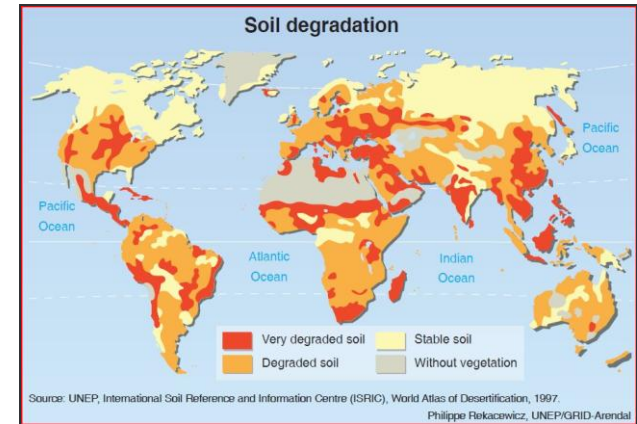 Soil degradation
Pacific
Ocean
Pacific
Ocean
Atlantic
Ocean
Indian
Ocean
Very degraded soil
Stable soil
Degraded soil
Without vegetation
Source: UNEP, International Soil Reference and Information Centre (ISRIC), World Atlas of Desertification, 1997.
Philippe Rekacewicz, UNEP/GRID-Arendal